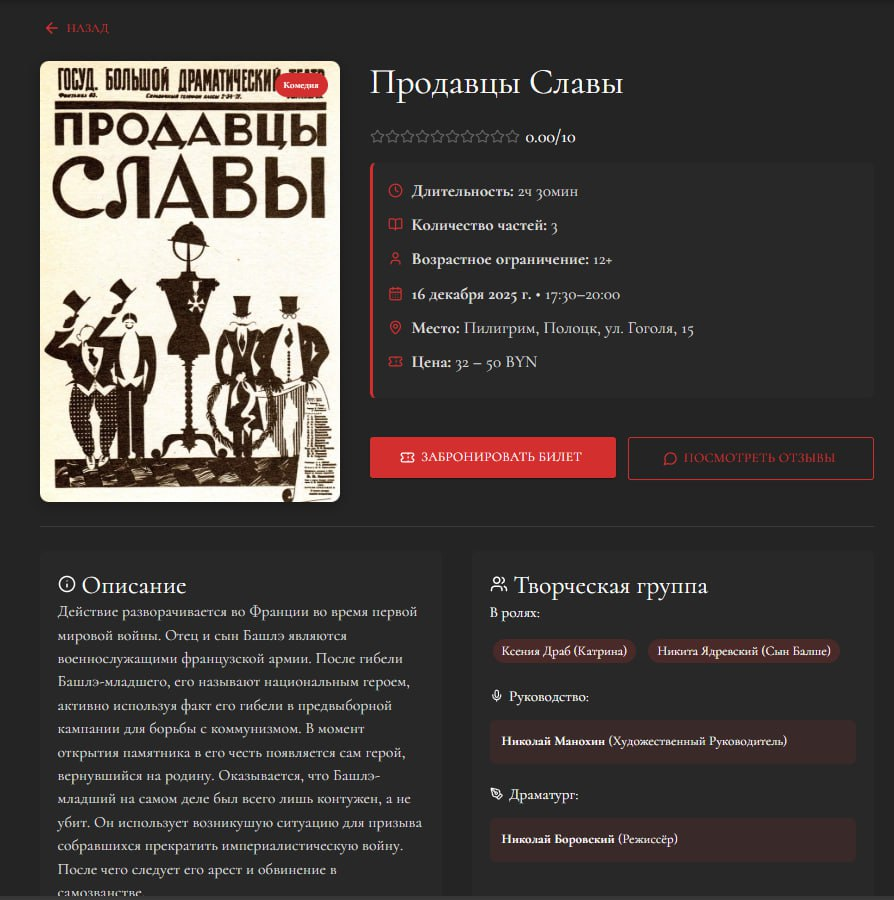 НАЗАД
ГОСУД. БОЛЬШОЙ ДРАМАТИЧЕСКИЙ ТЕАТР
Комедия
ПРОДАВЦЫ
СЛАВЫ
Продавцы Славы
0.00/10
Длительность: 2ч 30мин
Количество частей: 3
Возрастное ограничение: 12+
16 декабря 2025 г. • 17:30–20:00
Место: Пилигрим, Полоцк, ул. Гоголя, 15
Цена: 32 – 50 BYN
ЗАБРОНИРОВАТЬ БИЛЕТ
ПОСМОТРЕТЬ ОТЗЫВЫ
Описание
Действие разворачивается во Франции во время первой
мировой войны. Отец и сын Башлэ являются
военнослужащими французской армии. После гибели
Башлэ-младшего, его называют национальным героем,
активно используя факт его гибели в предвыборной
кампании для борьбы с коммунизмом. В момент
открытия памятника в его честь появляется сам герой,
вернувшийся на родину. Оказывается, что Башлэ-
младший на самом деле был всего лишь контужен, а не
убит. Он использует возникушую ситуацию для призыва
собравшихся прекратить империалистическую войну.
После чего следует его арест и обвинение в
самозванстве
Творческая группа
В ролях:
Ксения Драб (Катрина)
Никита Ядревский (Сын Балше)
Руководство:
Николай Манохин (Художественный Руководитель)
Драматург:
Николай Боровский (Режиссёр)